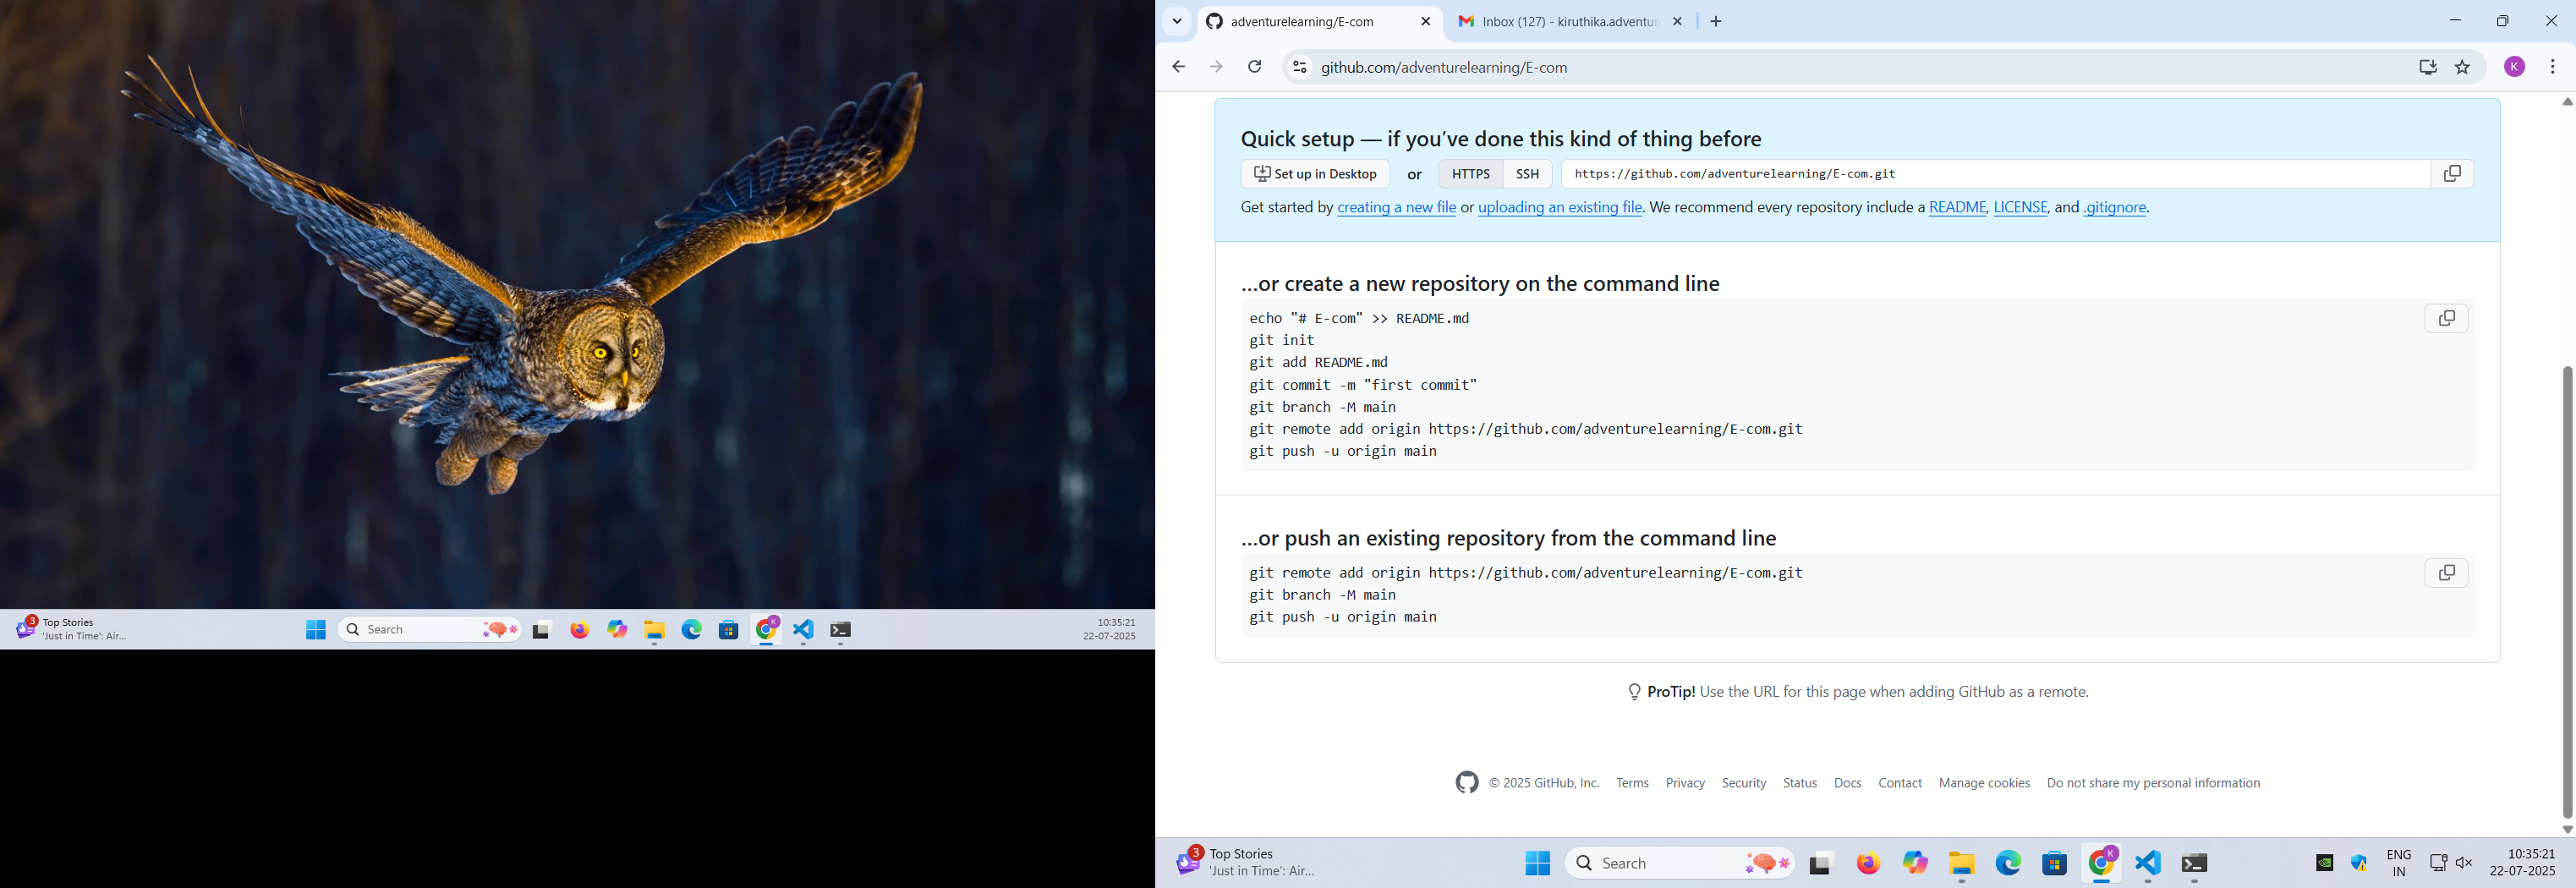 3
Top Stories
'Just in Time': Air...
Search
K
10:35:21
22-07-2025
adventurelearning/E-com
Inbox (127) - kiruthika.adventur
github.com/adventurelearning/E-com
K
Quick setup — if you’ve done this kind of thing before
Set up in Desktop or HTTPS SSH https://github.com/adventurelearning/E-com.git
Get started by creating a new file or uploading an existing file. We recommend every repository include a README, LICENSE, and .gitignore.
…or create a new repository on the command line
echo "# E-com" >> README.md
git init
git add README.md
git commit -m "first commit"
git branch -M main
git remote add origin https://github.com/adventurelearning/E-com.git
git push -u origin main
…or push an existing repository from the command line
git remote add origin https://github.com/adventurelearning/E-com.git
git branch -M main
git push -u origin main
ProTip! Use the URL for this page when adding GitHub as a remote.
© 2025 GitHub, Inc. Terms Privacy Security Status Docs Contact Manage cookies Do not share my personal information
3
Top Stories
'Just in Time': Air...
Search
K
ENG
IN
10:35:21
22-07-2025